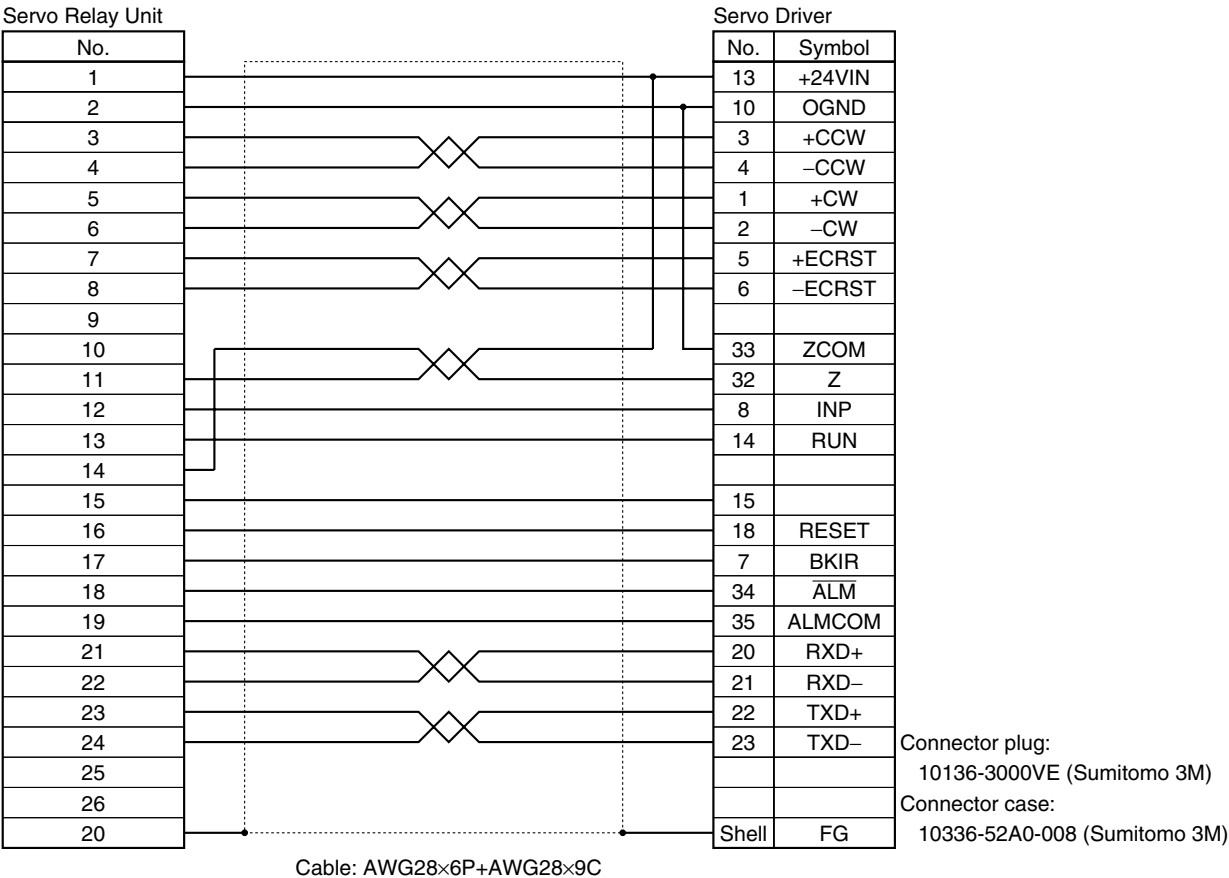 Servo Relay Unit Servo Driver
No. No. Symbol
1 13 +24VIN
2 10 OGND
3 3 +CCW
4 4 −CCW
5 1 +CW
6 2 −CW
7 5 +ECRST
8 6 −ECRST
9
10 33 ZCOM
11 32 Z
12 8 INP
13 14 RUN
14
15 15
16 18 RESET
17 7 BKIR
18 34 A̅L̅M̅
19 35 ALMCOM
21 20 RXD+
22 21 RXD−
23 22 TXD+
24 23 TXD− Connector plug:
25 10136-3000VE (Sumitomo 3M)
26 Connector case:
20 Shell FG 10336-52A0-008 (Sumitomo 3M)
Cable: AWG28×6P+AWG28×9C